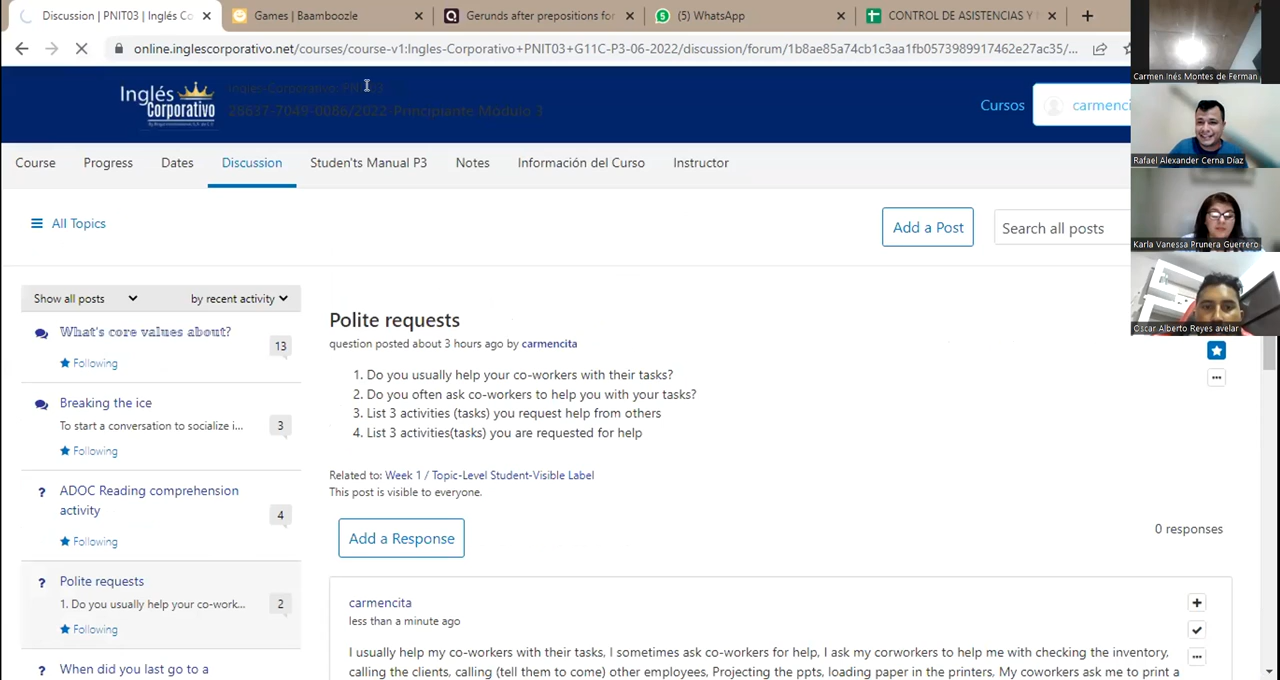 Discussion | PNIT03 | Inglés Co
Games | Baamboozle
Gerunds after prepositions for
(5) WhatsApp
CONTROL DE ASISTENCIAS Y
online.inglescorporativo.net/courses/course-v1:Ingles-Corporativo+PNIT03+G11C-P3-06-2022/discussion/forum/1b8ae85a74cb1c3aa1fb0573989917462e27ac35/...
Inglés Corporativo
Inglés-Corporativo: PNIT03
28637-7049-0086/2022-Principiante Módulo 3
Cursos
carmenci
Course
Progress
Dates
Discussion
Studen'ts Manual P3
Notes
Información del Curso
Instructor
All Topics
Add a Post
Search all posts
Show all posts
by recent activity
What's core values about?
13
Following
Breaking the ice
To start a conversation to socialize i...
3
Following
ADOC Reading comprehension
activity
4
Following
Polite requests
1. Do you usually help your co-work...
2
Following
When did you last go to a
Polite requests
question posted about 3 hours ago by carmencita
1. Do you usually help your co-workers with their tasks?
2. Do you often ask co-workers to help you with your tasks?
3. List 3 activities (tasks) you request help from others
4. List 3 activities(tasks) you are requested for help
Related to: Week 1 / Topic-Level Student-Visible Label
This post is visible to everyone.
Add a Response
0 responses
carmencita
less than a minute ago
I usually help my co-workers with their tasks, I sometimes ask co-workers for help, I ask my corworkers to help me with checking the inventory,
calling the clients, calling (tell them to come) other employees, Projecting the ppts, loading paper in the printers, My coworkers ask me to print a
Carmen Inés Montes de Ferman
Rafael Alexander Cerna Díaz
Karla Vanessa Prunera Guerrero
Oscar Alberto Reyes avelar